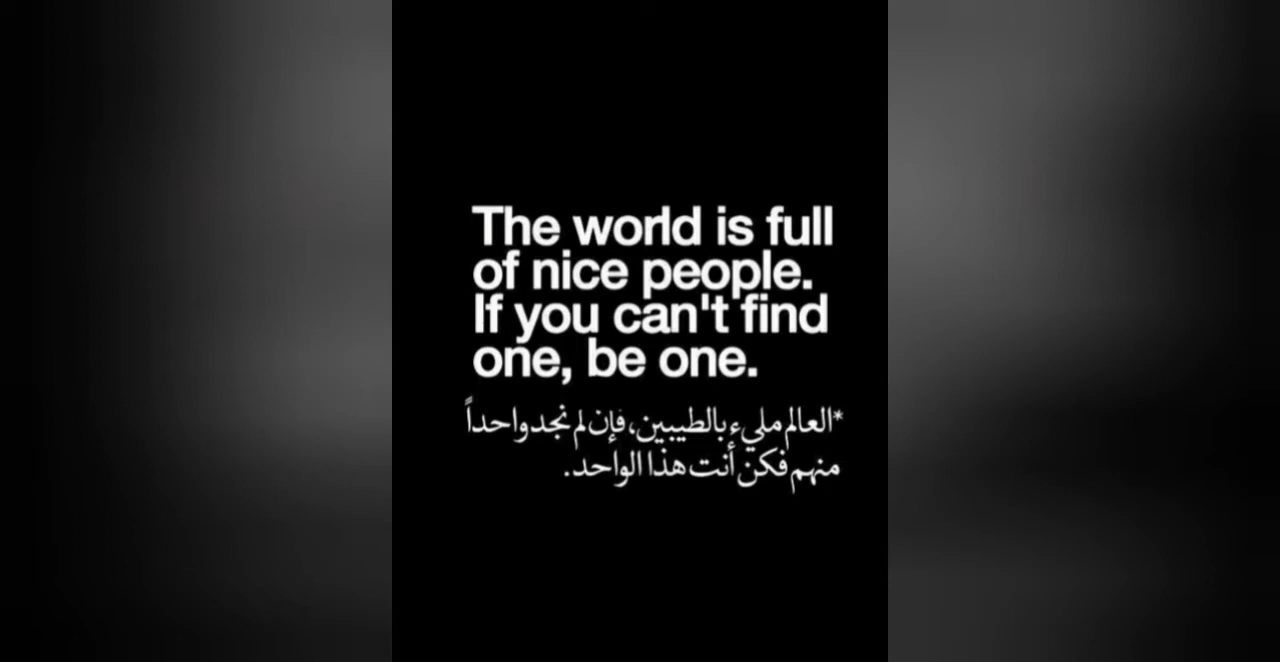 The world is full
of nice people.
If you can't find
one, be one.
*العالم مليء بالطيبين، فإن لم نجد واحداً
منهم فكن أنت هذا الواحد.